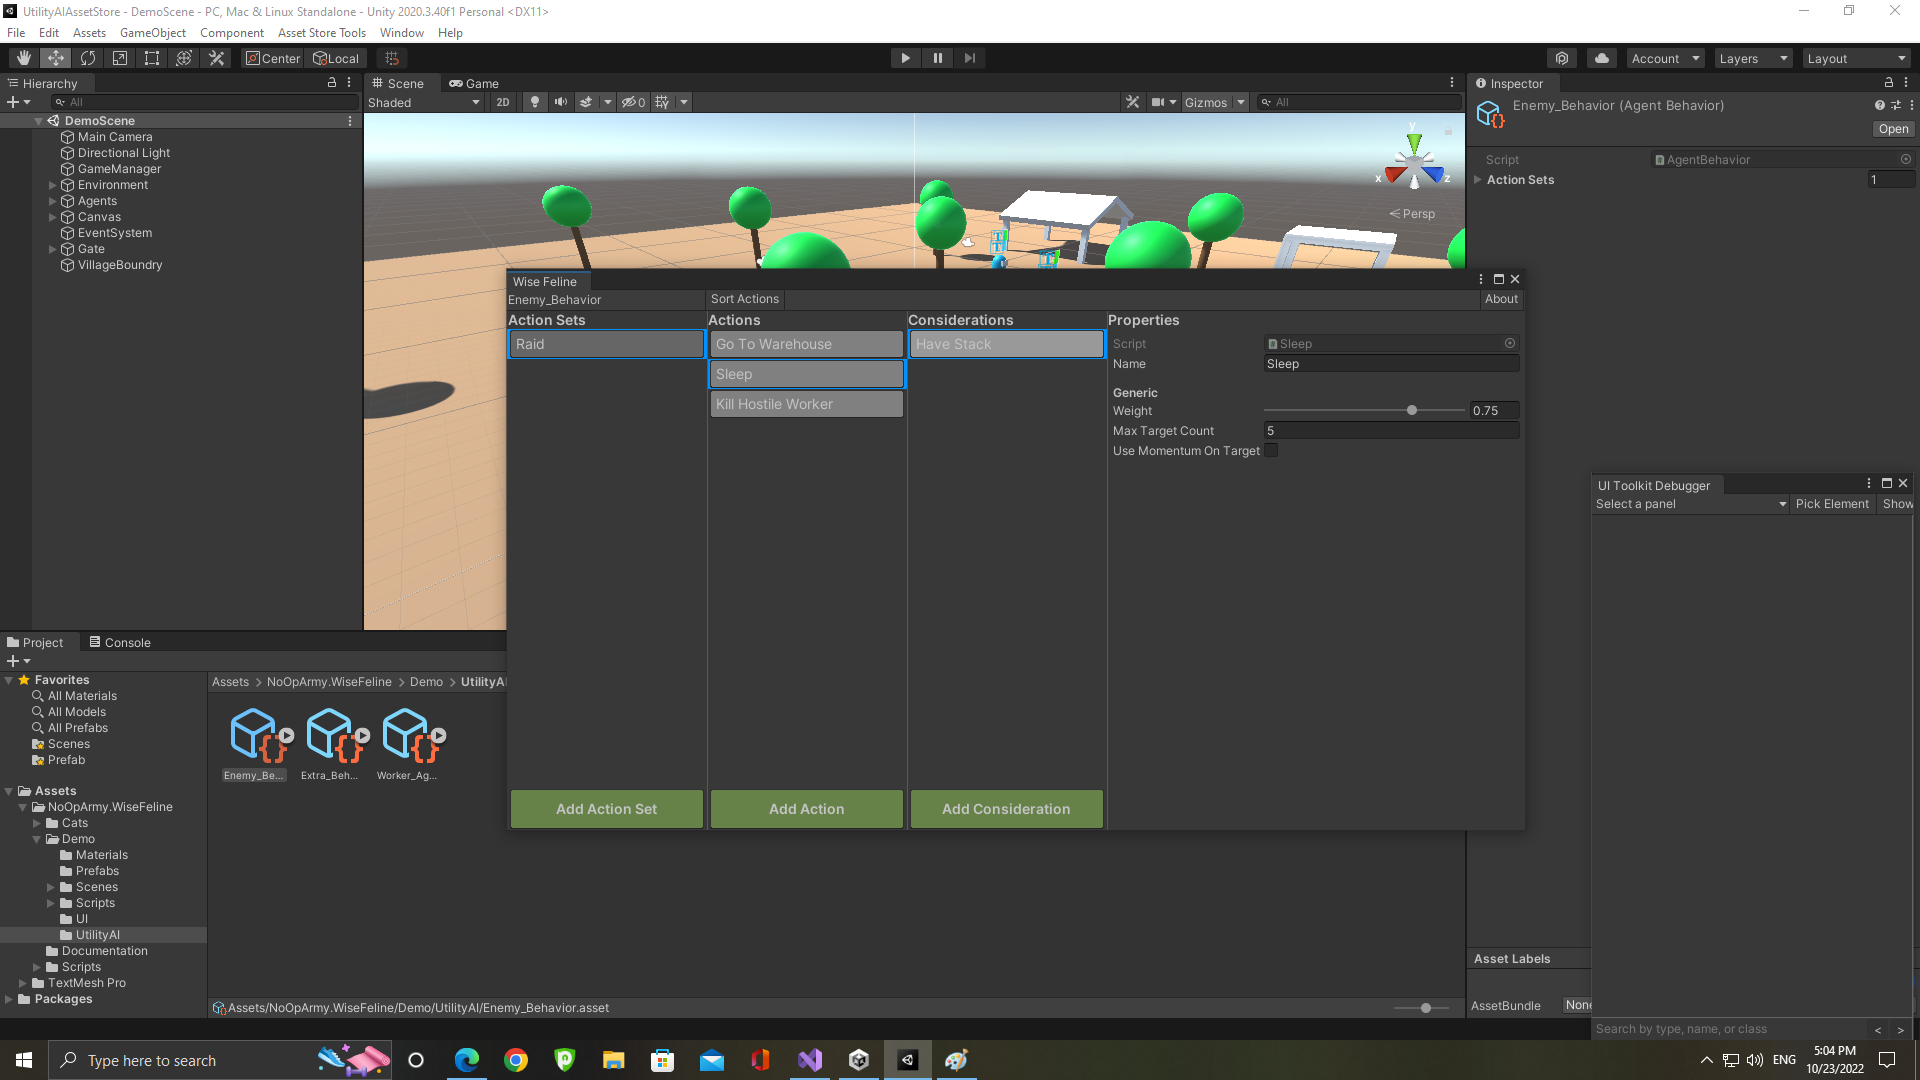 UtilityAIAssetStore - DemoScene - PC, Mac & Linux Standalone - Unity 2020.3.40f1 Personal <DX11>
File Edit Assets GameObject Component Asset Store Tools Window Help
Center Local Account Layers Layout
Hierarchy
All
DemoScene
Main Camera
Directional Light
GameManager
Environment
Agents
Canvas
EventSystem
Gate
VillageBoundry
Scene Game
Shaded 2D 0 Gizmos All
y
x z
Persp
Inspector
Enemy_Behavior (Agent Behavior)
Open
Script AgentBehavior
Action Sets 1
Wise Feline
Enemy_Behavior Sort Actions About
Action Sets
Raid
Add Action Set
Actions
Go To Warehouse
Sleep
Kill Hostile Worker
Add Action
Considerations
Have Stack
Add Consideration
Properties
Script Sleep
Name Sleep
Generic
Weight 0.75
Max Target Count 5
Use Momentum On Target
UI Toolkit Debugger
Select a panel Pick Element Show
Search by type, name, or class < >
Asset Labels
AssetBundle None
Project Console
Favorites
All Materials
All Models
All Prefabs
Scenes
Prefab
Assets
NoOpArmy.WiseFeline
Cats
Demo
Materials
Prefabs
Scenes
Scripts
UI
UtilityAI
Documentation
Scripts
TextMesh Pro
Packages
Assets > NoOpArmy.WiseFeline > Demo > UtilityAI
Enemy_Be... Extra_Beh... Worker_Ag...
Assets/NoOpArmy.WiseFeline/Demo/UtilityAI/Enemy_Behavior.asset
Type here to search
ENG
5:04 PM
10/23/2022